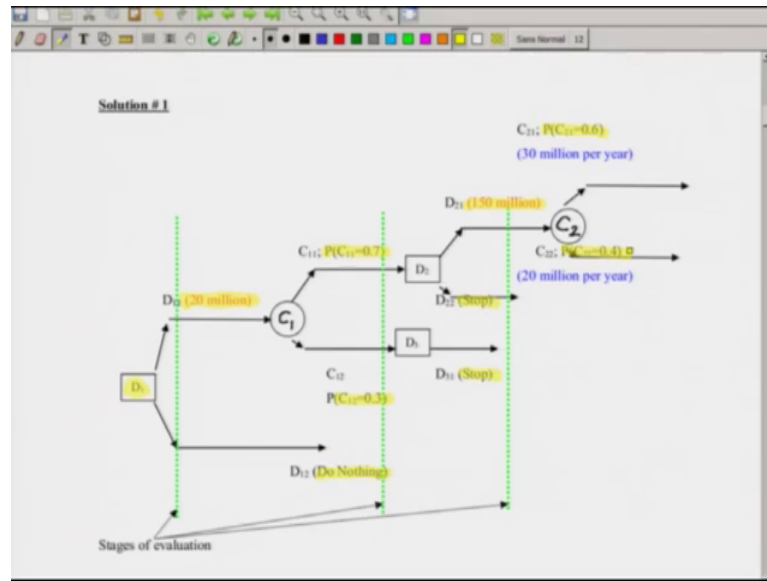 T
Sans Normal 12
Solution # 1
C₂₁; P(C₂₁=0.6)
(30 million per year)
D₂₁ (150 million)
C₂
C₁₁; P(C₁₁=0.7)
C₂₂; P(C₂₂=0.4)
D₂
(20 million per year)
D₁₁ (20 million)
D₂₂ (Stop)
C₁
D₃
C₁₂
D₃₁ (Stop)
D₁
P(C₁₂=0.3)
D₁₂ (Do Nothing)
Stages of evaluation